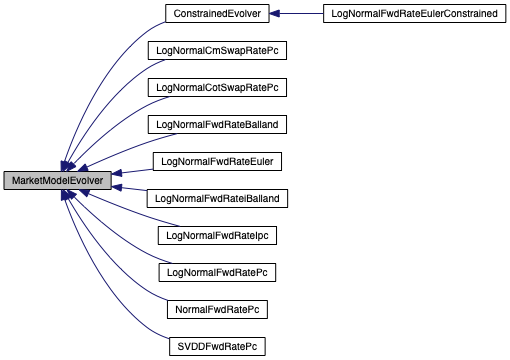 ConstrainedEvolver
LogNormalFwdRateEulerConstrained
LogNormalCmSwapRatePc
LogNormalCotSwapRatePc
LogNormalFwdRateBalland
LogNormalFwdRateEuler
MarketModelEvolver
LogNormalFwdRateiBalland
LogNormalFwdRateIpc
LogNormalFwdRatePc
NormalFwdRatePc
SVDDFwdRatePc